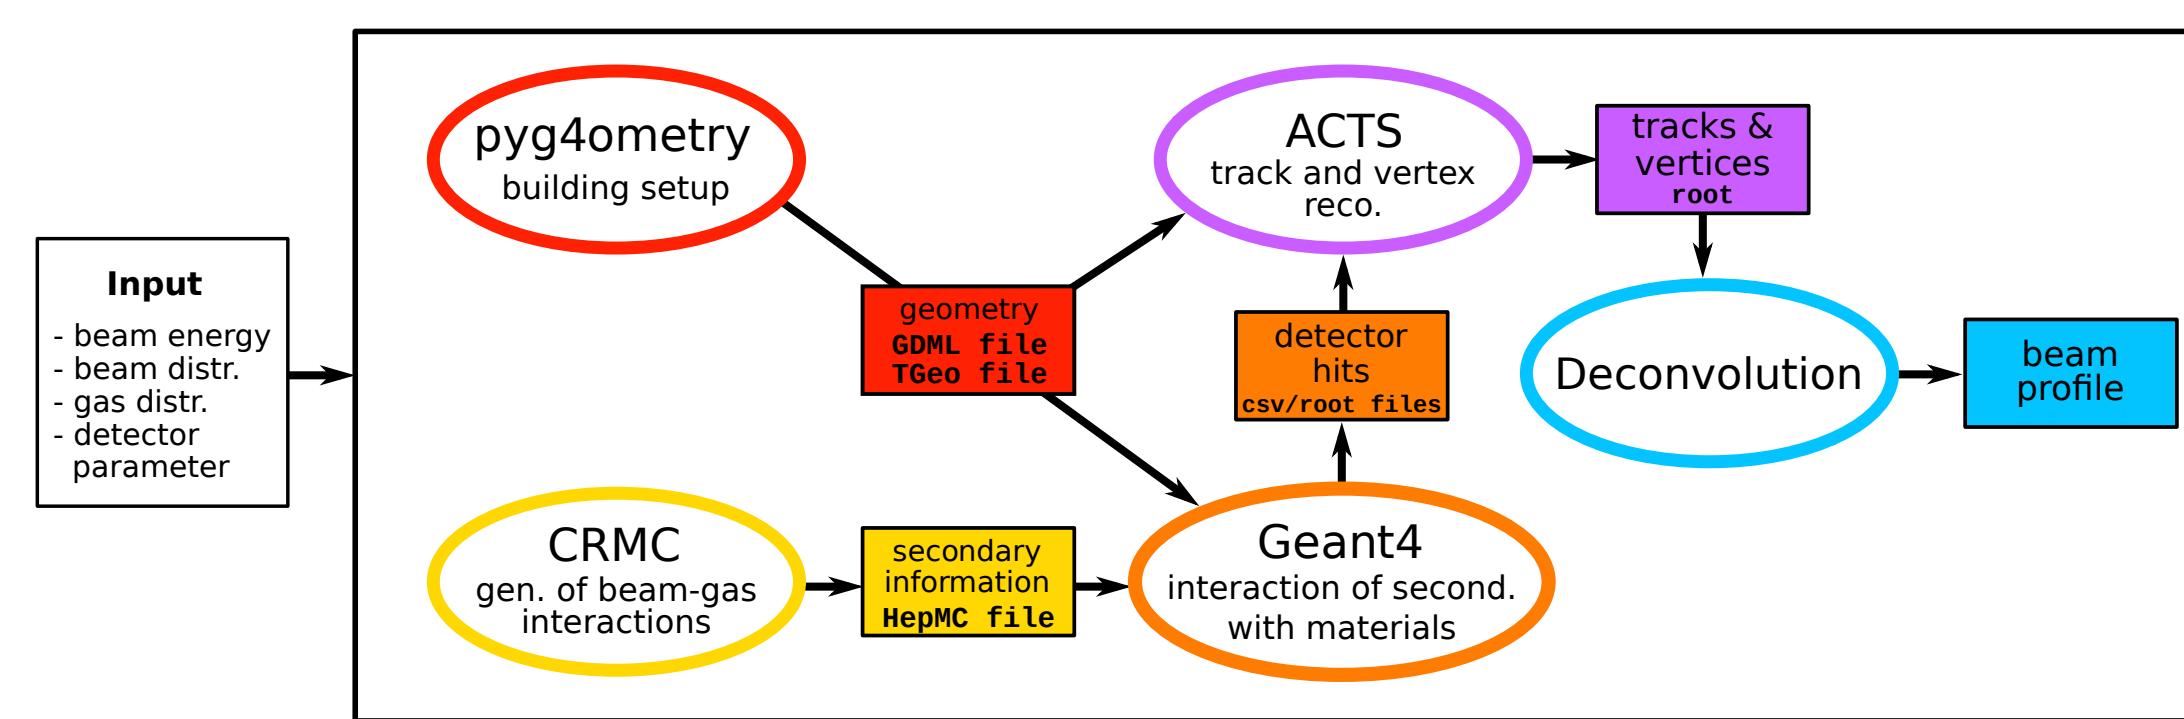 Input
- beam energy
- beam distr.
- gas distr.
- detector
parameter
pyg4ometry
building setup
geometry
GDML file
TGeo file
CRMC
gen. of beam-gas
interactions
secondary
information
HepMC file
ACTS
track and vertex
reco.
detector
hits
csv/root files
Geant4
interaction of second.
with materials
tracks &
vertices
root
Deconvolution
beam
profile